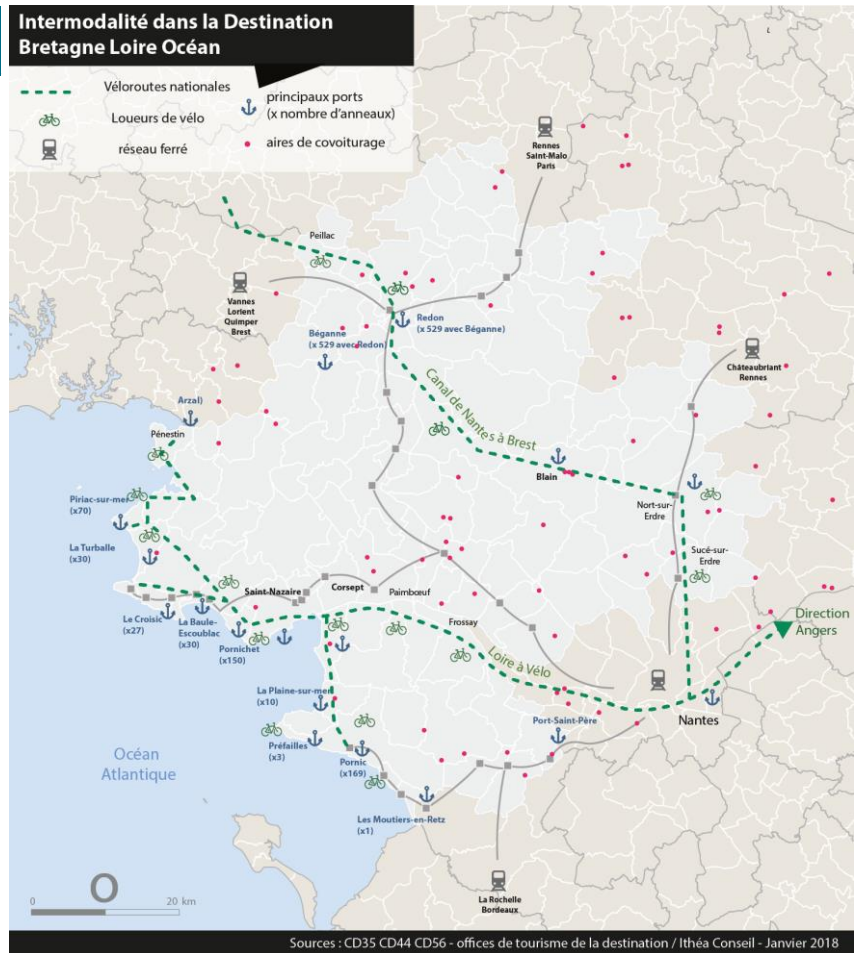 Intermodalité dans la Destination
Bretagne Loire Océan
Véloroutes nationales
Loueurs de vélo
réseau ferré
principaux ports
(x nombre d'anneaux)
aires de covoiturage
L
Rennes
Saint-Malo
Paris
Peillac
Vannes
Lorient
Quimper
Brest
Redon
(x 529 avec Béganne)
Béganne
(x 529 avec Redon)
Châteaubriant
Rennes
Canal de Nantes à Brest
Arzal)
Pénestin
Blain
Piriac-sur-mer
(x70)
Nort-sur-
Erdre
La Turballe
(x30)
Sucé-sur-
Erdre
Saint-Nazaire
Corsept
Paimbœuf
Le Croisic
(x27)
La Baule-
Escoublac
(x30)
Pornichet
(x150)
Frossay
Direction
Angers
Loire à Vélo
La Plaine-sur-mer
(x10)
Nantes
Port-Saint-Père
Préfailles
(x3)
Pornic
(x169)
Océan
Atlantique
Les Moutiers-en-Retz
(x1)
La Rochelle
Bordeaux
O
0
20 km
Sources : CD35 CD44 CD56 - offices de tourisme de la destination / Ithéa Conseil - Janvier 2018